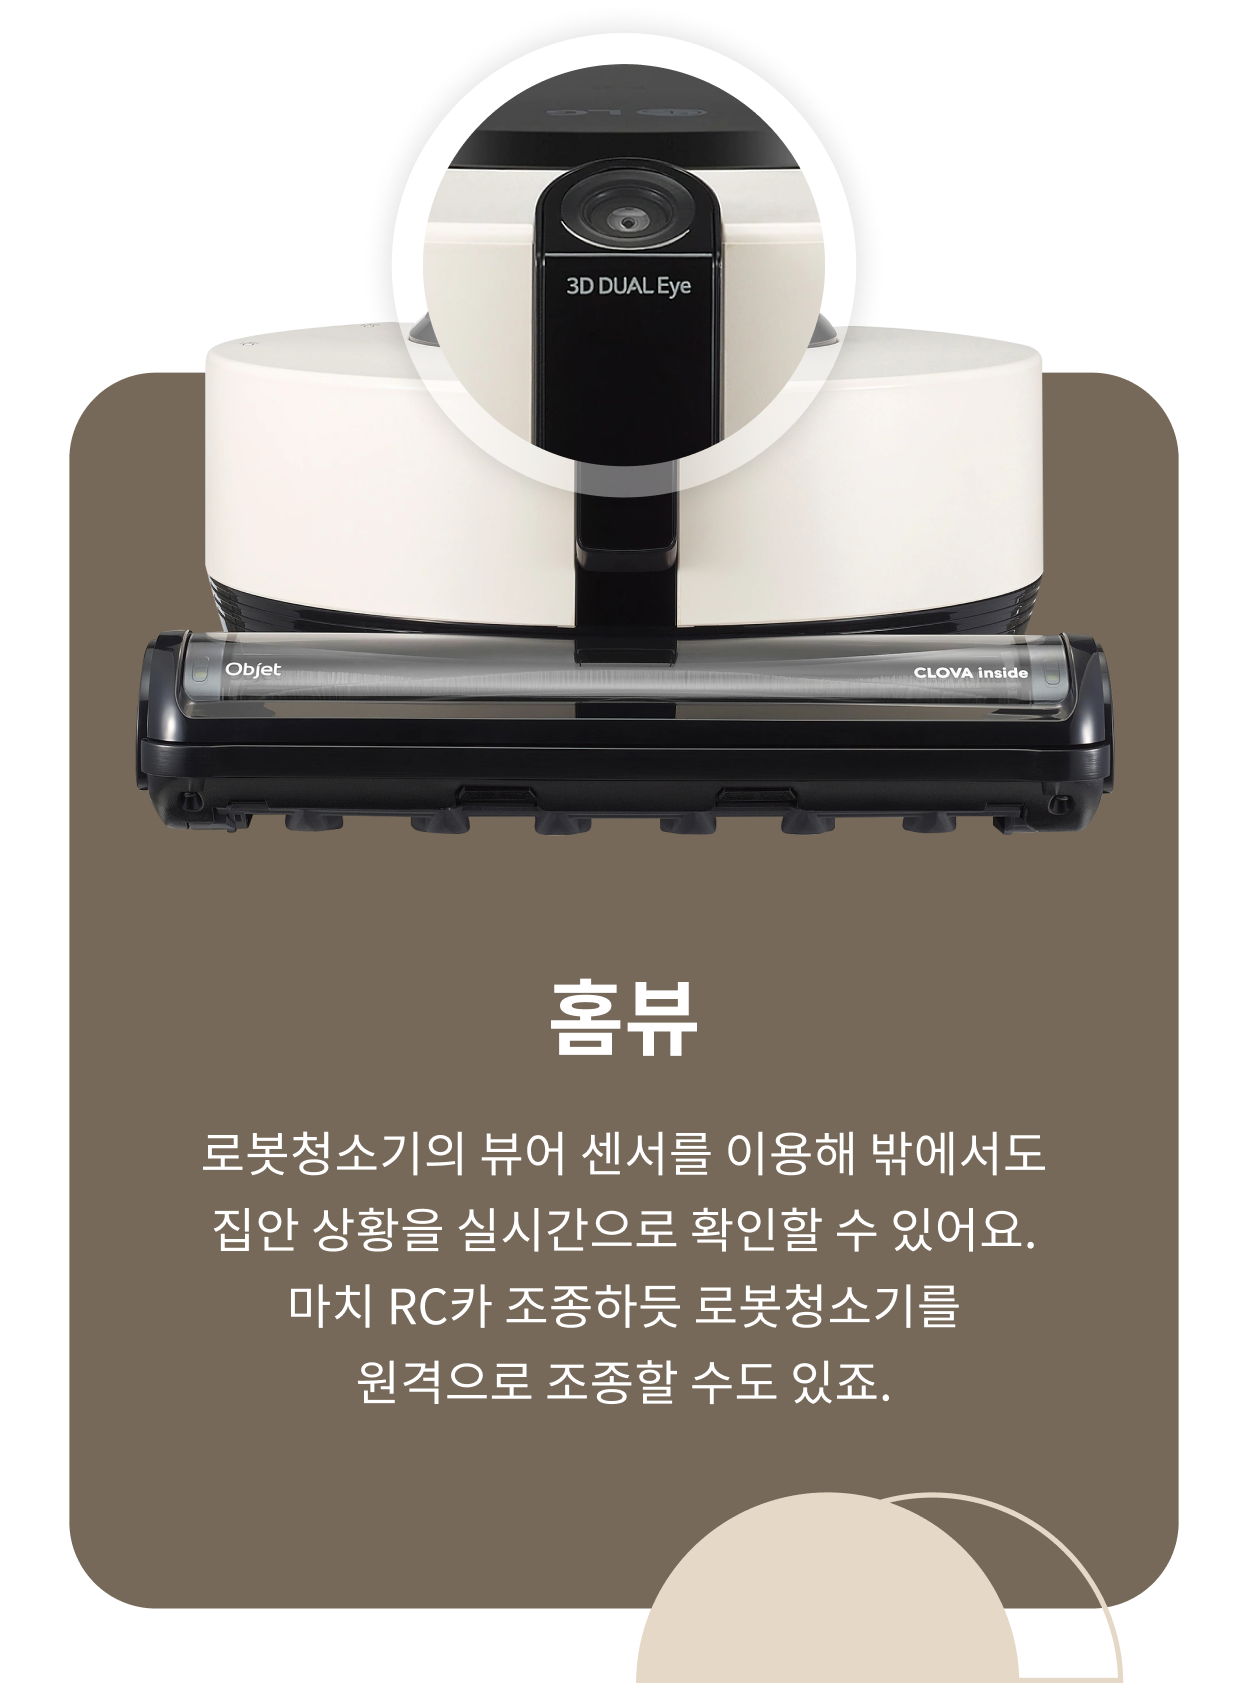 LG
3D DUAL Eye
Objet
CLOVA inside
홈뷰
로봇청소기의 뷰어 센서를 이용해 밖에서도
집안 상황을 실시간으로 확인할 수 있어요.
마치 RC카 조종하듯 로봇청소기를
원격으로 조종할 수도 있죠.